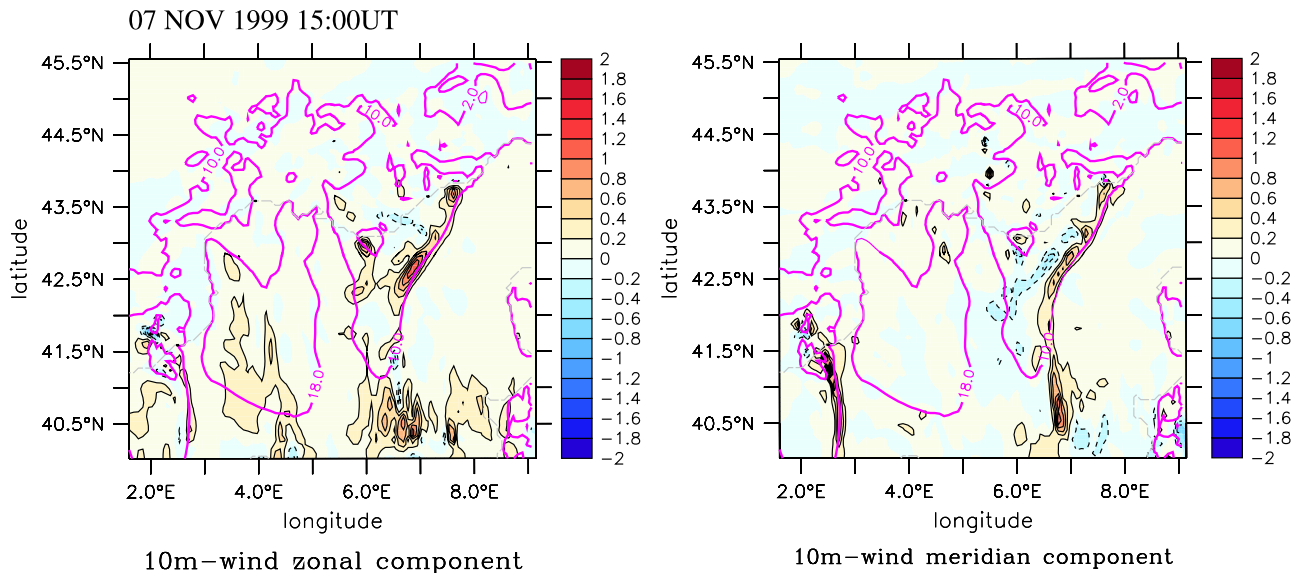 07 NOV 1999 15:00UT
45.5°N
44.5°N
43.5°N
42.5°N
41.5°N
40.5°N
latitude
2.0°E 4.0°E 6.0°E 8.0°E
longitude
10m-wind zonal component
10.0
10.0
2.0
18.0
10.0
2
1.8
1.6
1.4
1.2
1
0.8
0.6
0.4
0.2
0
-0.2
-0.4
-0.6
-0.8
-1
-1.2
-1.4
-1.6
-1.8
-2
45.5°N
44.5°N
43.5°N
42.5°N
41.5°N
40.5°N
latitude
2.0°E 4.0°E 6.0°E 8.0°E
longitude
10m-wind meridian component
10.0
10.0
2.0
18.0
2
1.8
1.6
1.4
1.2
1
0.8
0.6
0.4
0.2
0
-0.2
-0.4
-0.6
-0.8
-1
-1.2
-1.4
-1.6
-1.8
-2